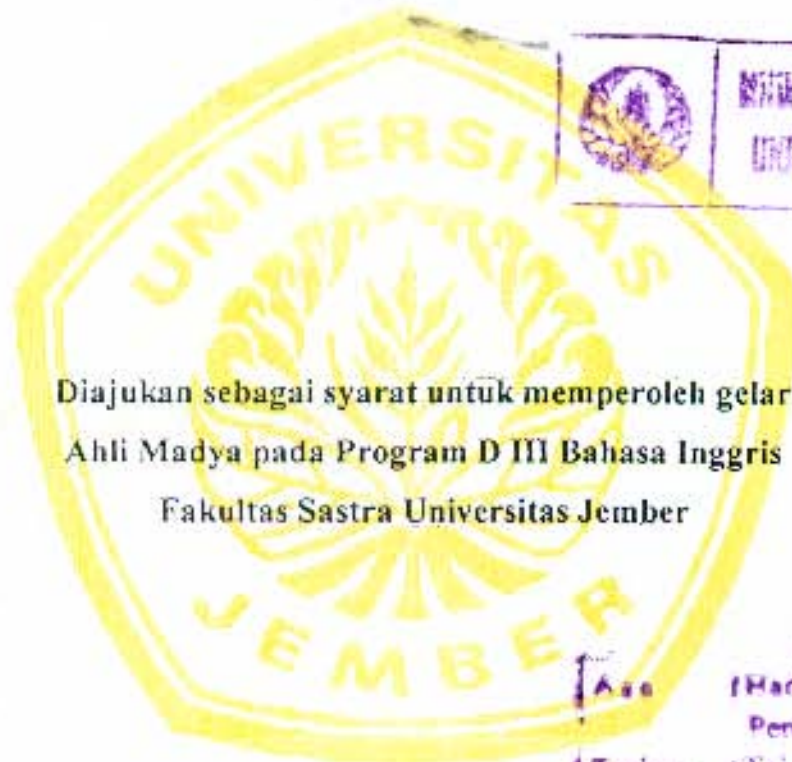 UNIVERSITAS
Diajukan sebagai syarat untuk memperoleh gelar
Ahli Madya pada Program D III Bahasa Inggris
Fakultas Sastra Universitas Jember
JEMBER